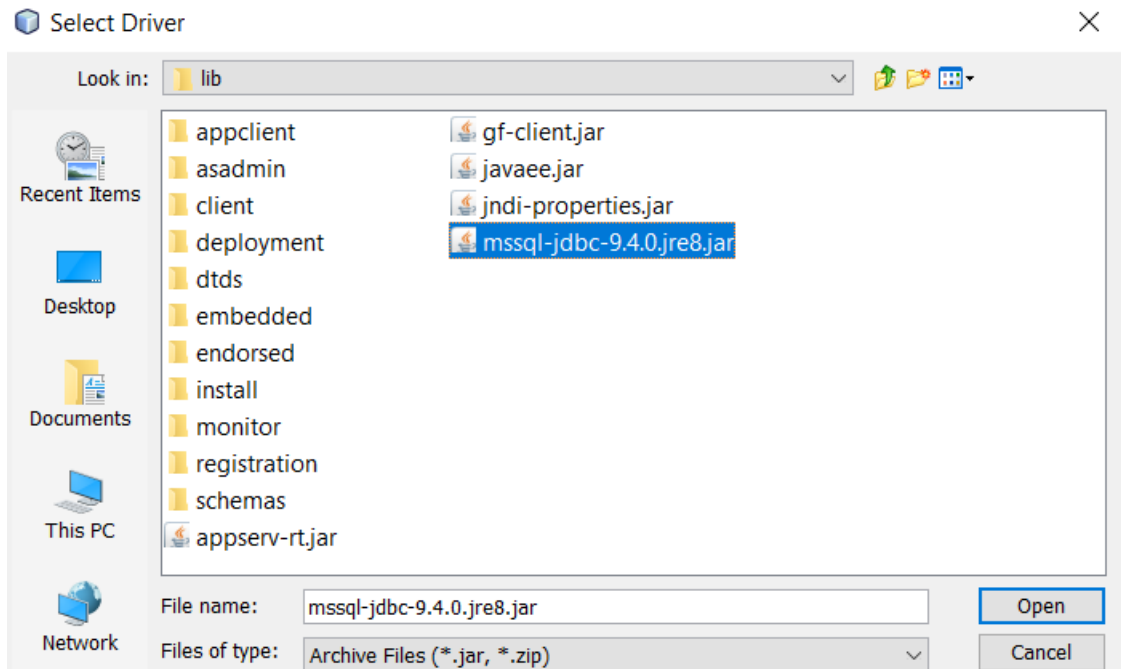 Select Driver
Look in: lib
Recent Items
Desktop
Documents
This PC
Network
appclient
asadmin
client
deployment
dtds
embedded
endorsed
install
monitor
registration
schemas
appserv-rt.jar
gf-client.jar
javaee.jar
jndi-properties.jar
mssql-jdbc-9.4.0.jre8.jar
File name: mssql-jdbc-9.4.0.jre8.jar Open
Files of type: Archive Files (*.jar, *.zip) Cancel